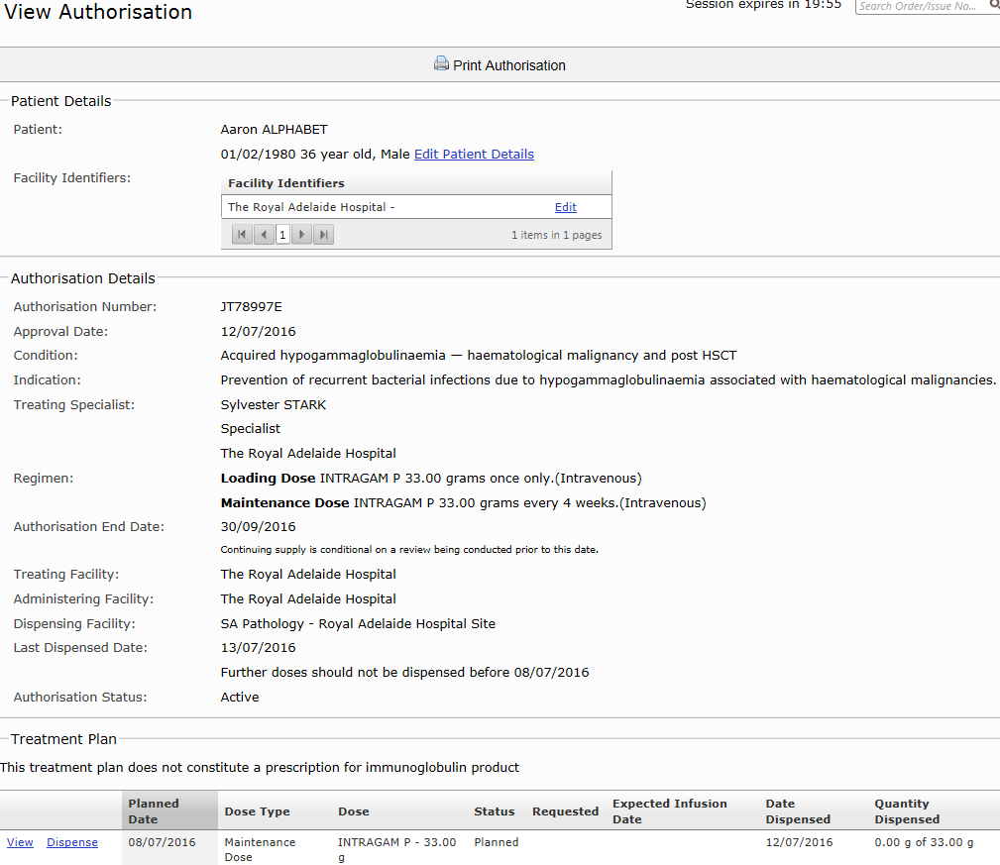 View Authorisation
Session expires in 19:55
Search Order/Issue No...
Print Authorisation
Patient Details
Patient: Aaron ALPHABET
01/02/1980 36 year old, Male Edit Patient Details
Facility Identifiers:
Facility Identifiers
The Royal Adelaide Hospital - Edit
1 1 items in 1 pages
Authorisation Details
Authorisation Number: JT78997E
Approval Date: 12/07/2016
Condition: Acquired hypogammaglobulinaemia — haematological malignancy and post HSCT
Indication: Prevention of recurrent bacterial infections due to hypogammaglobulinaemia associated with haematological malignancies.
Treating Specialist: Sylvester STARK
Specialist
The Royal Adelaide Hospital
Regimen: Loading Dose INTRAGAM P 33.00 grams once only.(Intravenous)
Maintenance Dose INTRAGAM P 33.00 grams every 4 weeks.(Intravenous)
Authorisation End Date: 30/09/2016
Continuing supply is conditional on a review being conducted prior to this date.
Treating Facility: The Royal Adelaide Hospital
Administering Facility: The Royal Adelaide Hospital
Dispensing Facility: SA Pathology - Royal Adelaide Hospital Site
Last Dispensed Date: 13/07/2016
Further doses should not be dispensed before 08/07/2016
Authorisation Status: Active
Treatment Plan
This treatment plan does not constitute a prescription for immunoglobulin product
Planned Date Dose Type Dose Status Requested Expected Infusion Date Date Dispensed Quantity Dispensed
View Dispense 08/07/2016 Maintenance Dose INTRAGAM P - 33.00 g Planned 12/07/2016 0.00 g of 33.00 g